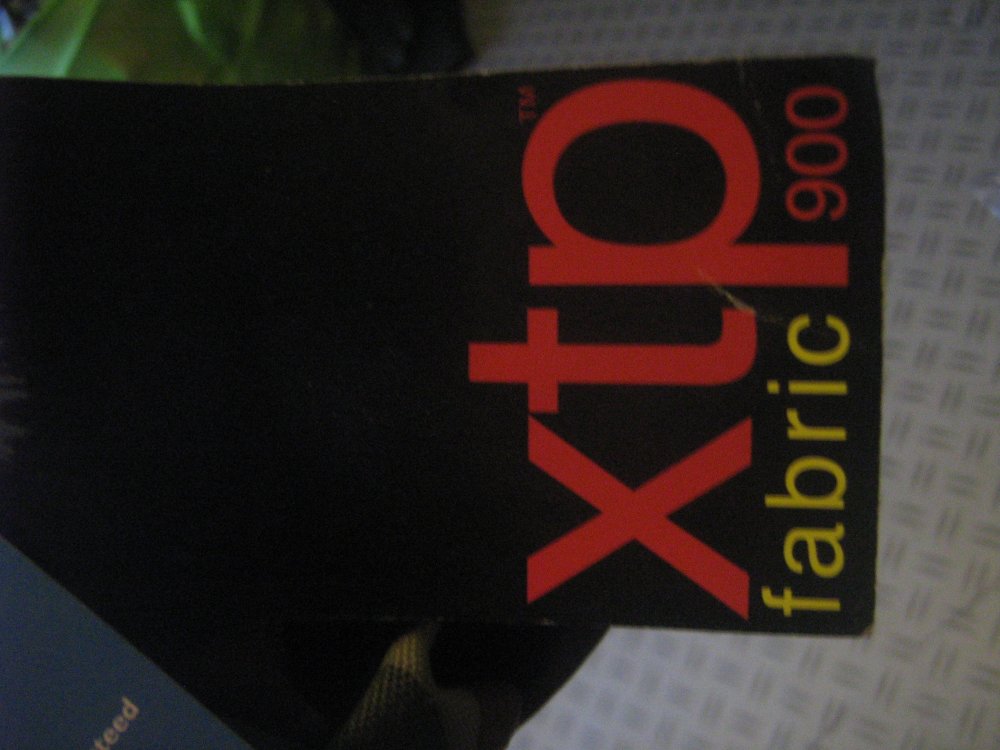 xtp™
fabric 900
teed